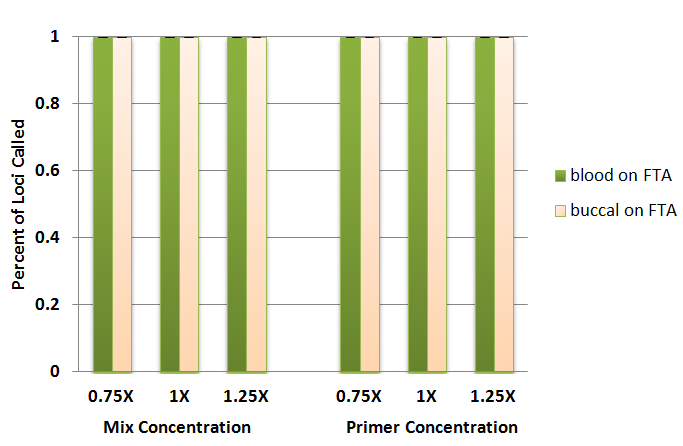 Percent of Loci Called
1
0.8
0.6
0.4
0.2
0
0.75X 1X 1.25X 0.75X 1X 1.25X
Mix Concentration Primer Concentration
blood on FTA
buccal on FTA